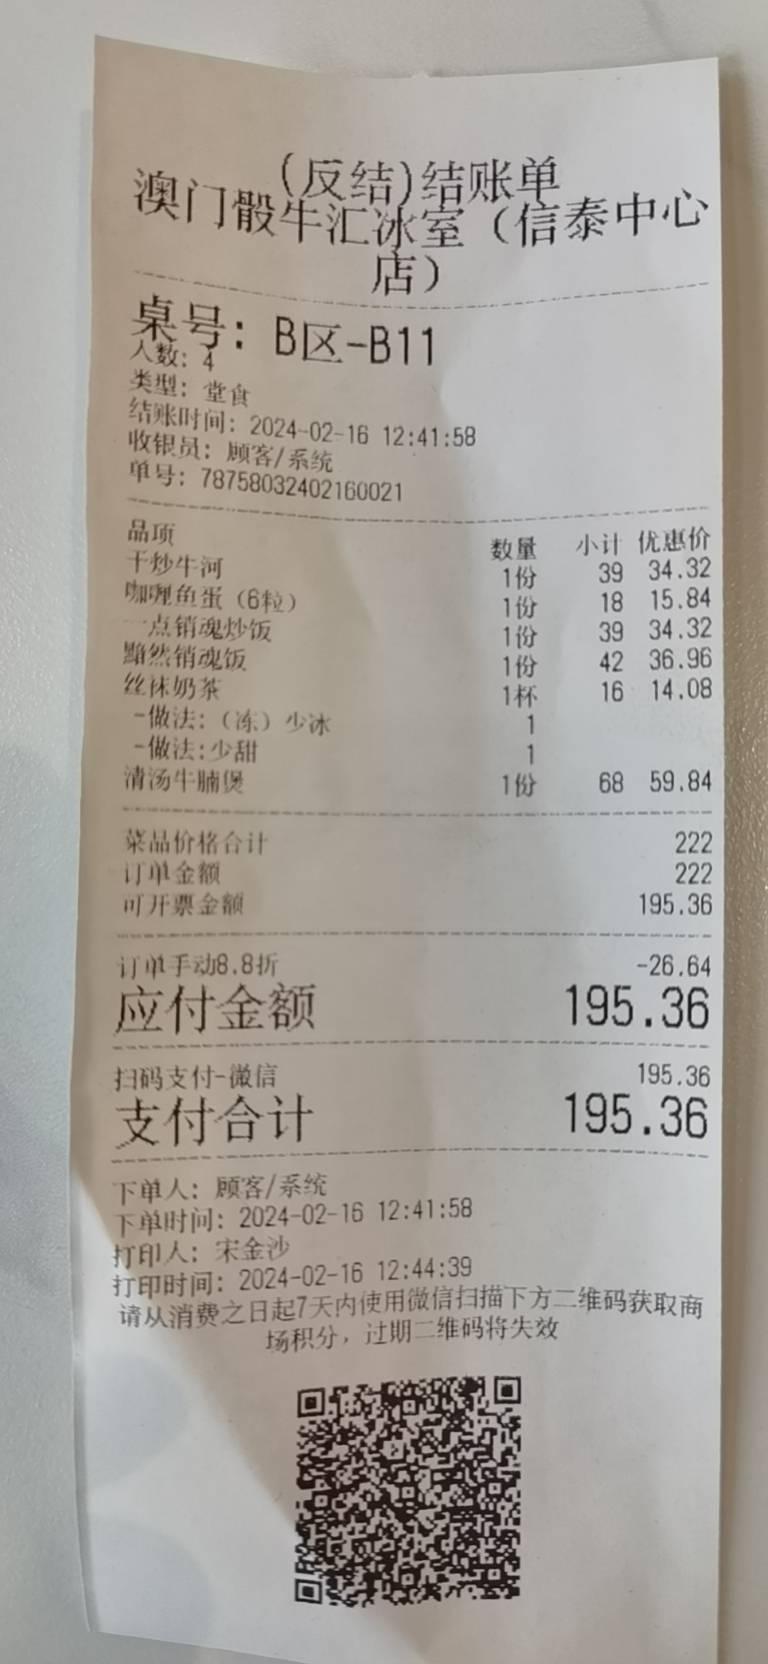 (反结)结账单
澳门骰牛汇冰室（信泰中心
店）
桌号: B区-B11
人数: 4
类型: 堂食
结账时间: 2024-02-16 12:41:58
收银员: 顾客/系统
单号: 78758032402160021
品项 数量 小计 优惠价
干炒牛河 1份 39 34.32
咖喱鱼蛋（6粒） 1份 18 15.84
一点销魂炒饭 1份 39 34.32
黯然销魂饭 1份 42 36.96
丝袜奶茶 1杯 16 14.08
-做法:（冻）少冰 1
-做法:少甜 1
清汤牛腩煲 1份 68 59.84
菜品价格合计 222
订单金额 222
可开票金额 195.36
订单手动8.8折 -26.64
应付金额 195.36
扫码支付-微信 195.36
支付合计 195.36
下单人: 顾客/系统
下单时间: 2024-02-16 12:41:58
打印人: 宋金沙
打印时间: 2024-02-16 12:44:39
请从消费之日起7天内使用微信扫描下方二维码获取商
场积分，过期二维码将失效